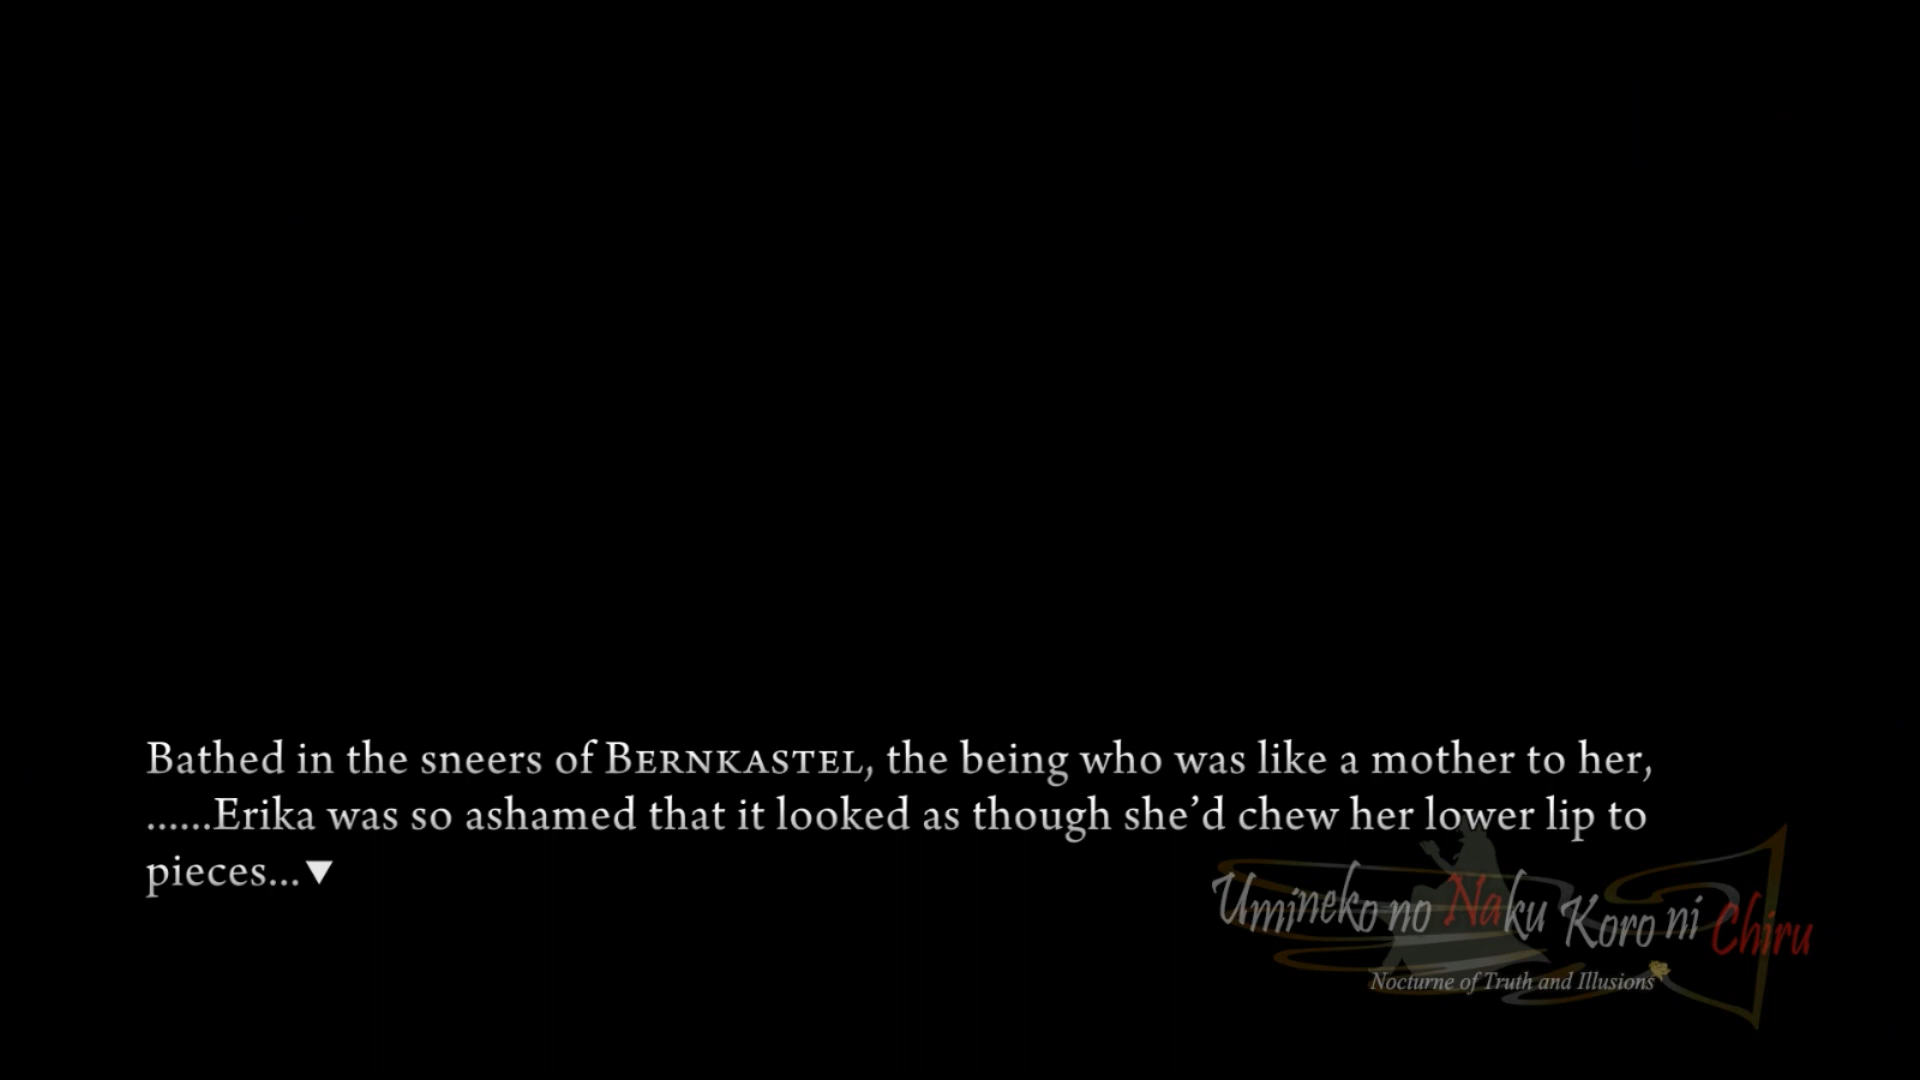 Bathed in the sneers of BERNKASTEL, the being who was like a mother to her,
......Erika was so ashamed that it looked as though she’d chew her lower lip to
pieces...▼
Umineko no Naku Koro ni Chiru
Nocturne of Truth and Illusions